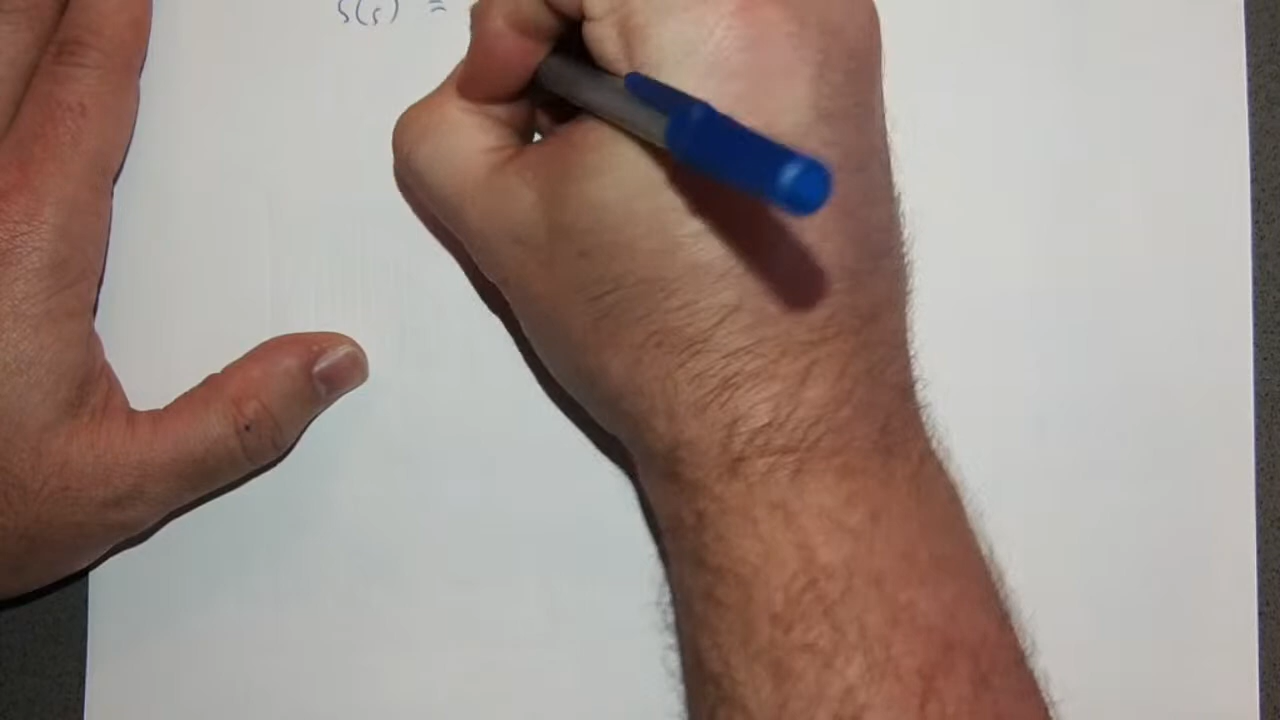 S(s) =